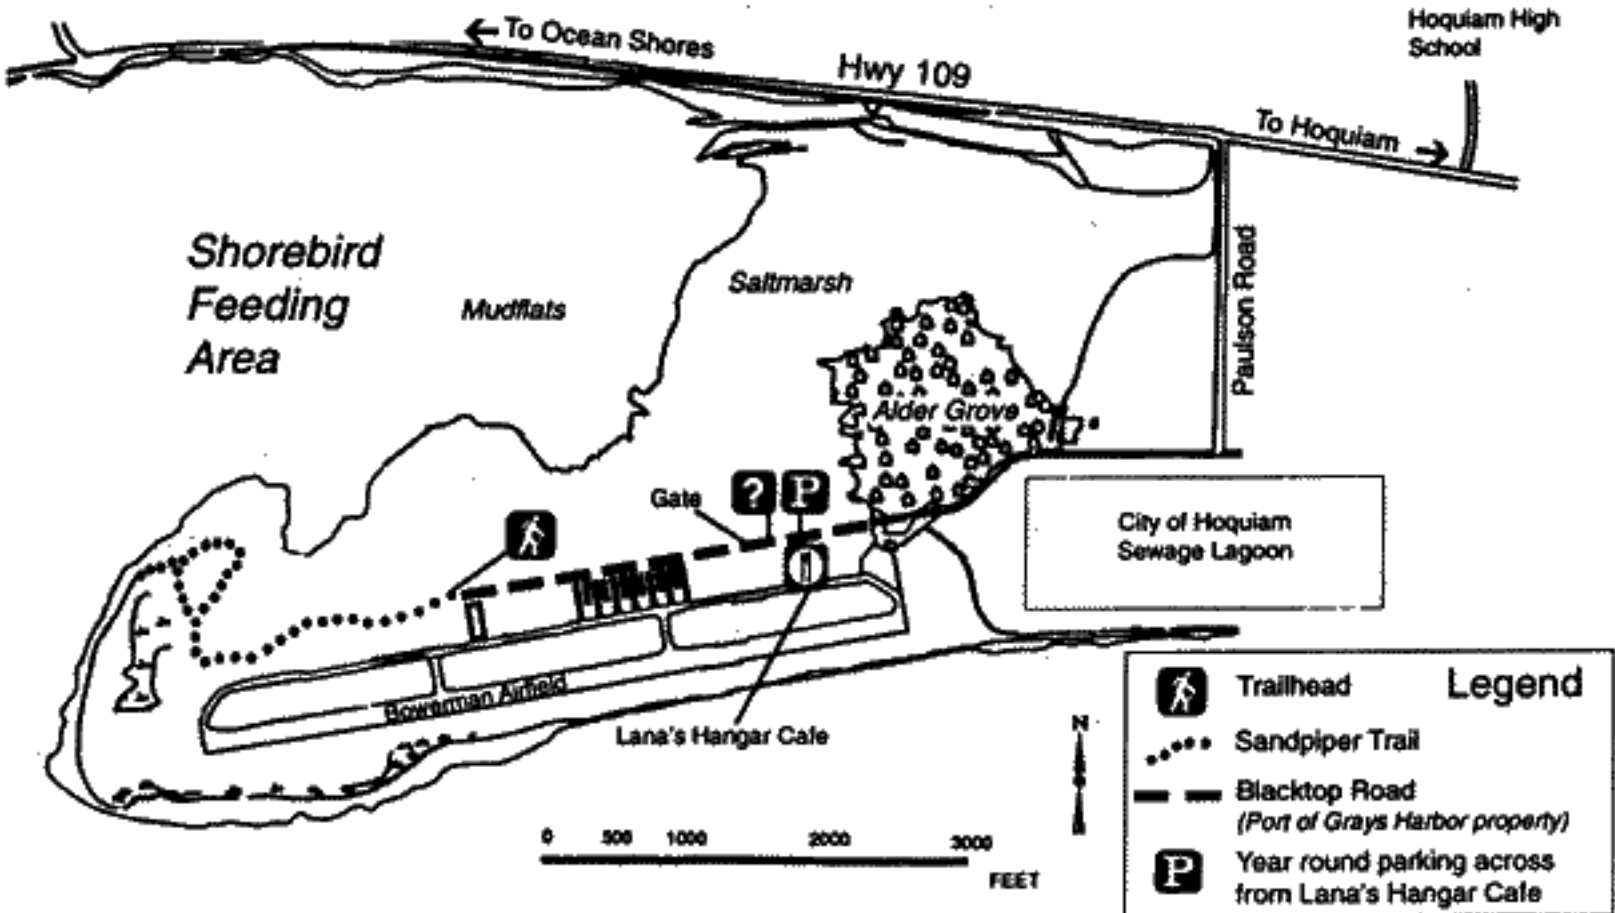 Hoquiam High
School
To Ocean Shores
Hwy 109
To Hoquiam
Shorebird
Feeding
Area
Mudflats
Saltmarsh
Paulson Road
Alder Grove
Gate
?
P
City of Hoquiam
Sewage Lagoon
Bowerman Airfield
Lana's Hangar Cafe
N
0 500 1000 2000 3000
FEET
Legend
Trailhead
Sandpiper Trail
Blacktop Road
(Port of Grays Harbor property)
P
Year round parking across
from Lana's Hangar Cafe